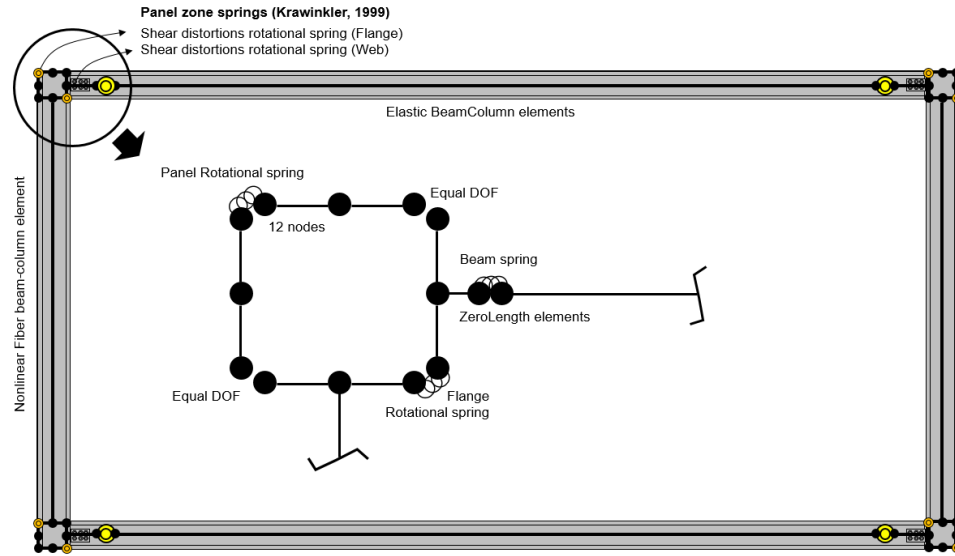 Panel zone springs (Krawinkler, 1999)
Shear distortions rotational spring (Flange)
Shear distortions rotational spring (Web)
Elastic BeamColumn elements
Nonlinear Fiber beam-column element
Panel Rotational spring
Equal DOF
12 nodes
Beam spring
ZeroLength elements
Equal DOF
Flange
Rotational spring